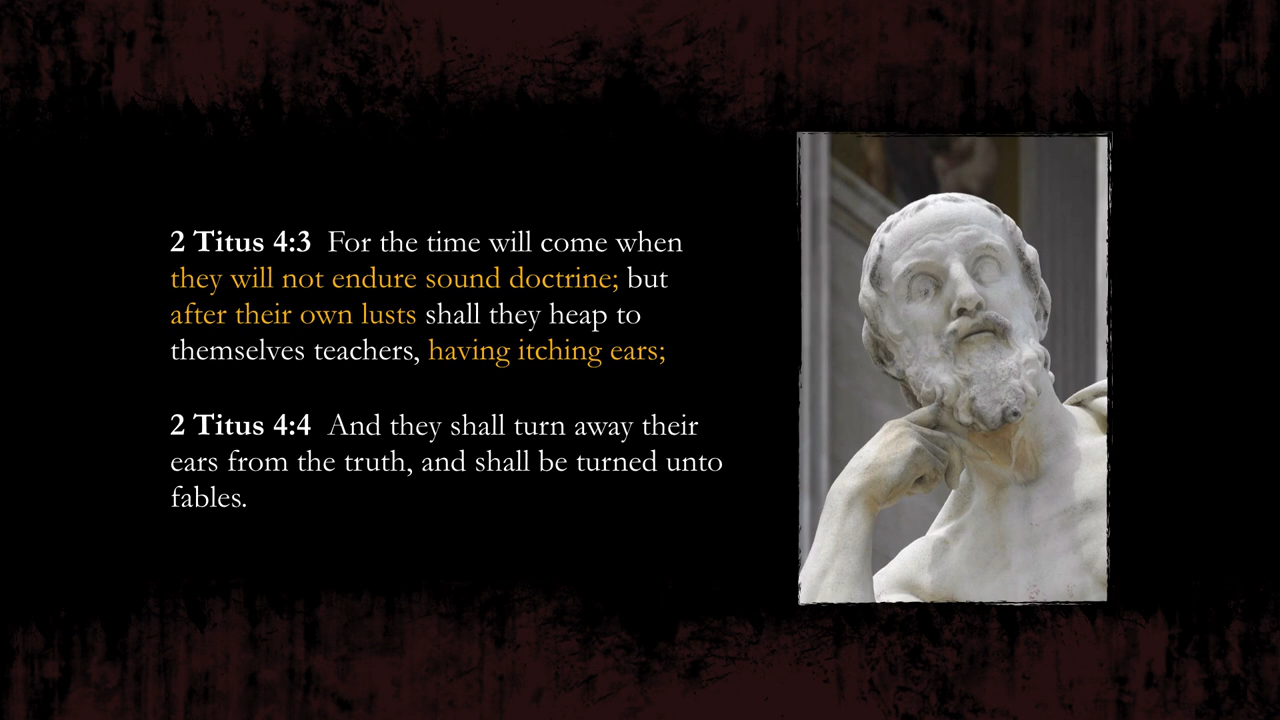 2 Titus 4:3 For the time will come when
they will not endure sound doctrine; but
after their own lusts shall they heap to
themselves teachers, having itching ears;
2 Titus 4:4 And they shall turn away their
ears from the truth, and shall be turned unto
fables.